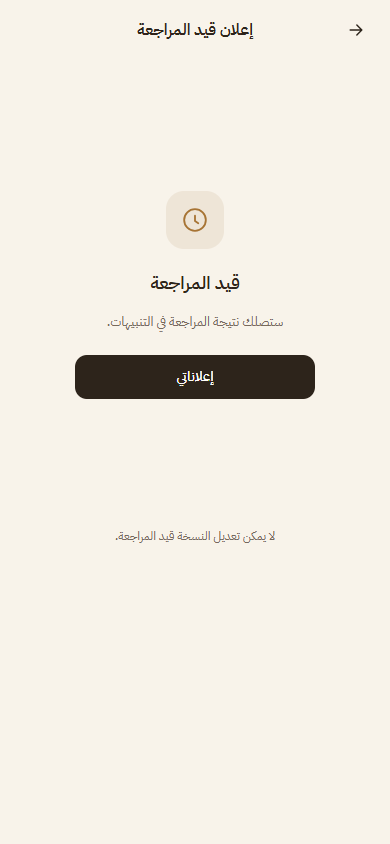 إعلان قيد المراجعة
قيد المراجعة
ستصلك نتيجة المراجعة في التنبيهات.
إعلاناتي
لا يمكن تعديل النسخة قيد المراجعة.